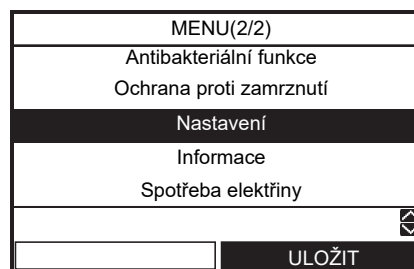 MENU(2/2)
Antibakteriální funkce
Ochrana proti zamrznutí
Nastavení
Informace
Spotřeba elektřiny
ULOŽIT